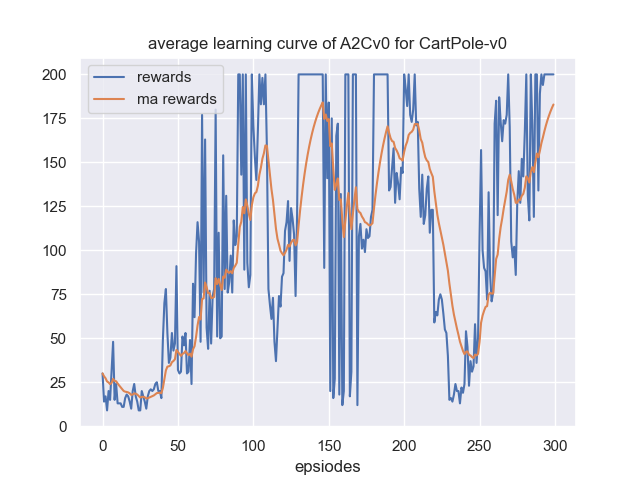 average learning curve of A2Cv0 for CartPole-v0
rewards
ma rewards
200
175
150
125
100
75
50
25
0
0 50 100 150 200 250 300
epsiodes